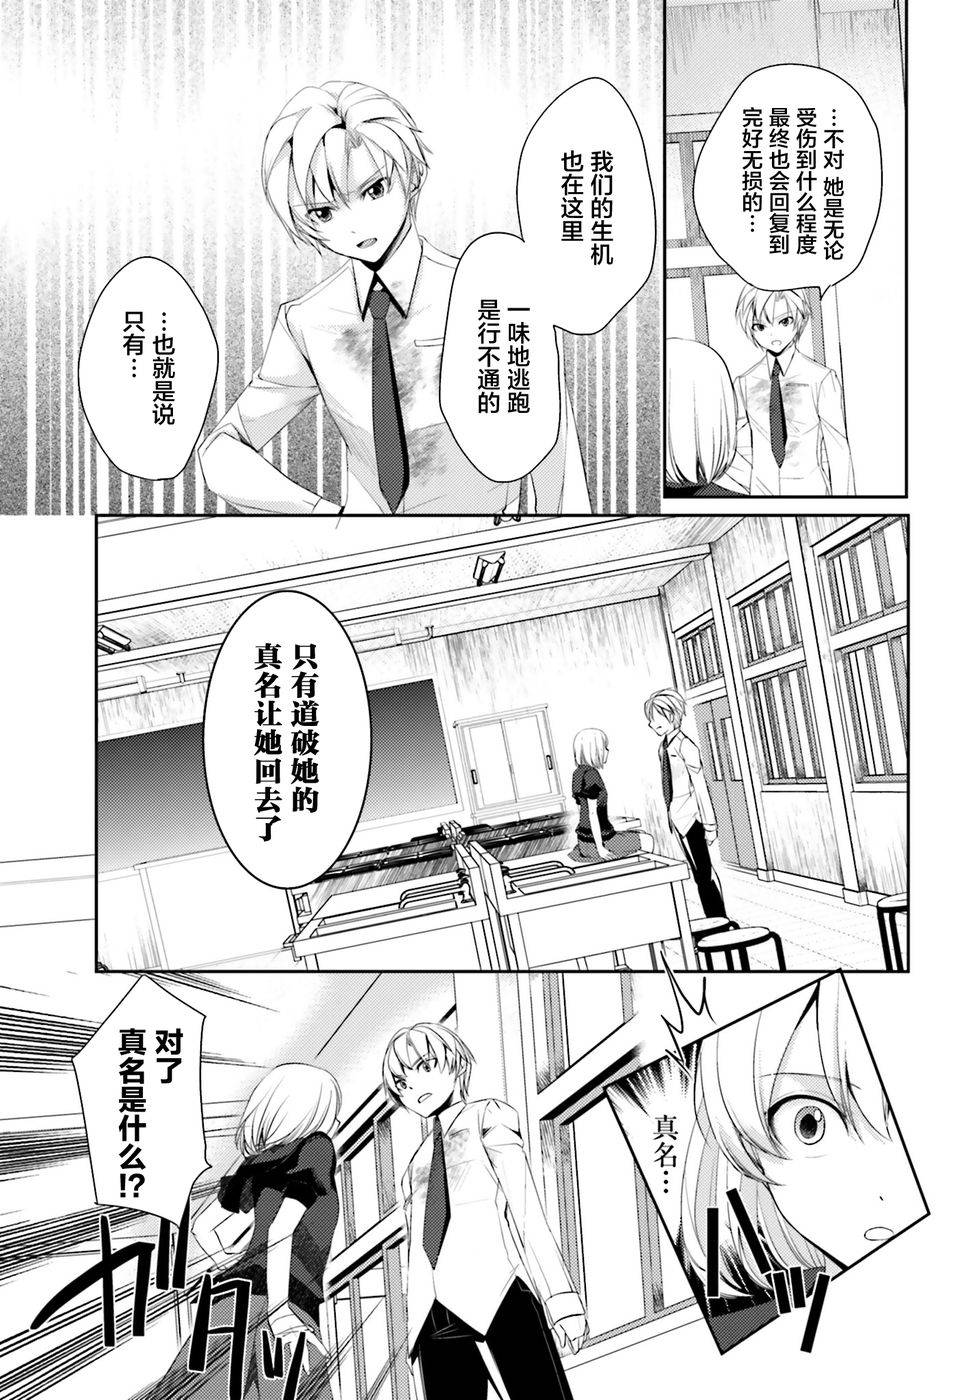 …不对 她是无论
受伤到什么程度
最终也会回复到
完好无损的…
我们的生机
也在这里
一味地逃跑
是行不通的
…也就是说
只有…
只有道破她的
真名让她回去了
真名…
ハッ
对了
真名是什么!?
ガタッ